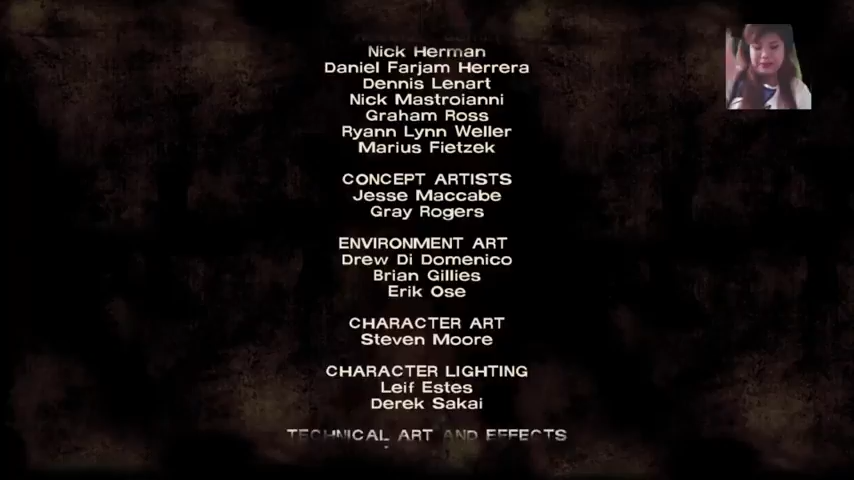 Nick Herman
Daniel Farjam Herrera
Dennis Lenart
Nick Mastroianni
Graham Ross
Ryann Lynn Weller
Marius Fietzek
CONCEPT ARTISTS
Jesse Maccabe
Gray Rogers
ENVIRONMENT ART
Drew Di Domenico
Brian Gillies
Erik Ose
CHARACTER ART
Steven Moore
CHARACTER LIGHTING
Leif Estes
Derek Sakai
TECHNICAL ART AND EFFECTS